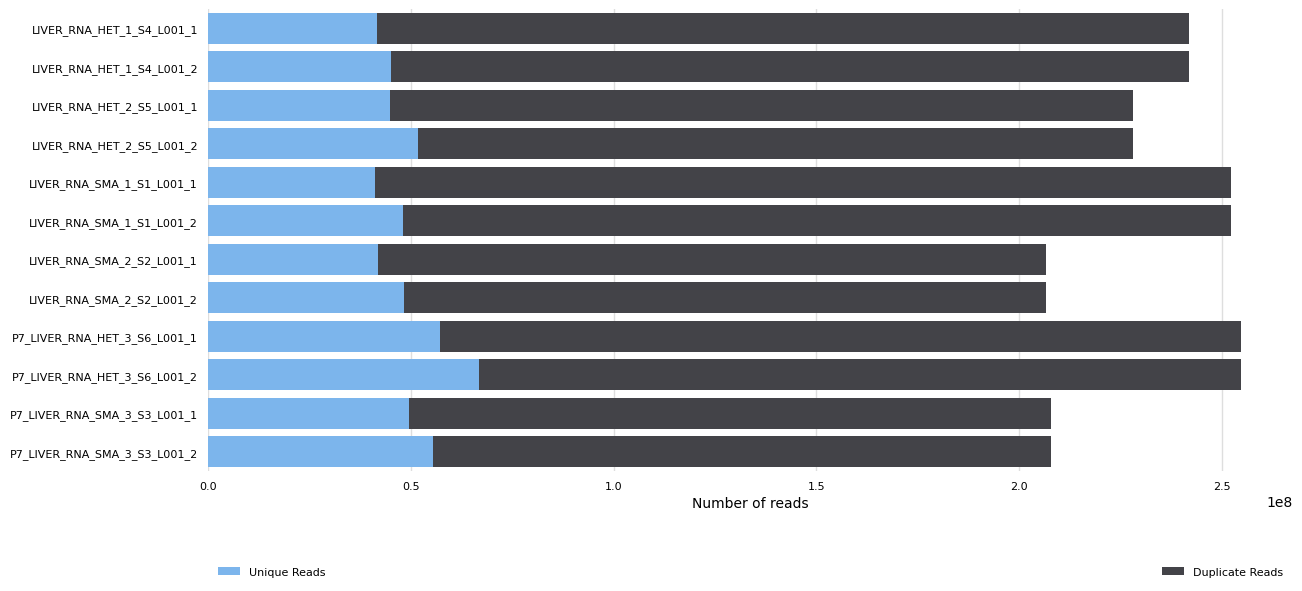 LIVER_RNA_HET_1_S4_L001_1
LIVER_RNA_HET_1_S4_L001_2
LIVER_RNA_HET_2_S5_L001_1
LIVER_RNA_HET_2_S5_L001_2
LIVER_RNA_SMA_1_S1_L001_1
LIVER_RNA_SMA_1_S1_L001_2
LIVER_RNA_SMA_2_S2_L001_1
LIVER_RNA_SMA_2_S2_L001_2
P7_LIVER_RNA_HET_3_S6_L001_1
P7_LIVER_RNA_HET_3_S6_L001_2
P7_LIVER_RNA_SMA_3_S3_L001_1
P7_LIVER_RNA_SMA_3_S3_L001_2
0.0 0.5 1.0 1.5 2.0 2.5
Number of reads 1e8
Unique Reads Duplicate Reads